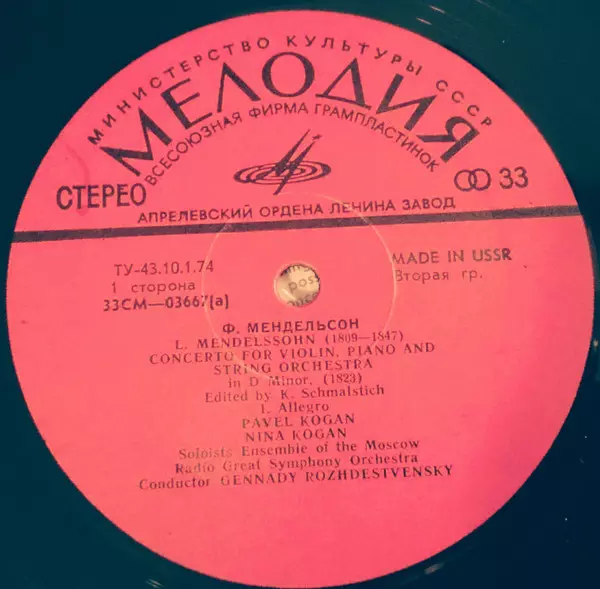 МИНИСТЕРСТВО КУЛЬТУРЫ СССР
МЕЛОДИЯ
ВСЕСОЮЗНАЯ ФИРМА ГРАМПЛАСТИНОК
СТЕРЕО
33
АПРЕЛЕВСКИЙ ОРДЕНА ЛЕНИНА ЗАВОД
ТУ-43.10.1.74
1 сторона
33СМ—03667(а)
MADE IN USSR
Вторая гр.
Ф. МЕНДЕЛЬСОН
L. MENDELSSOHN (1809—1847)
CONCERTO FOR VIOLIN, PIANO AND
STRING ORCHESTRA
in D Minor. (1823)
Edited by K. Schmalstich
1. Allegro
PAVEL KOGAN
NINA KOGAN
Soloists Ensemble of the Moscow
Radio Great Symphony Orchestra
Conductor GENNADY ROZHDESTVENSKY